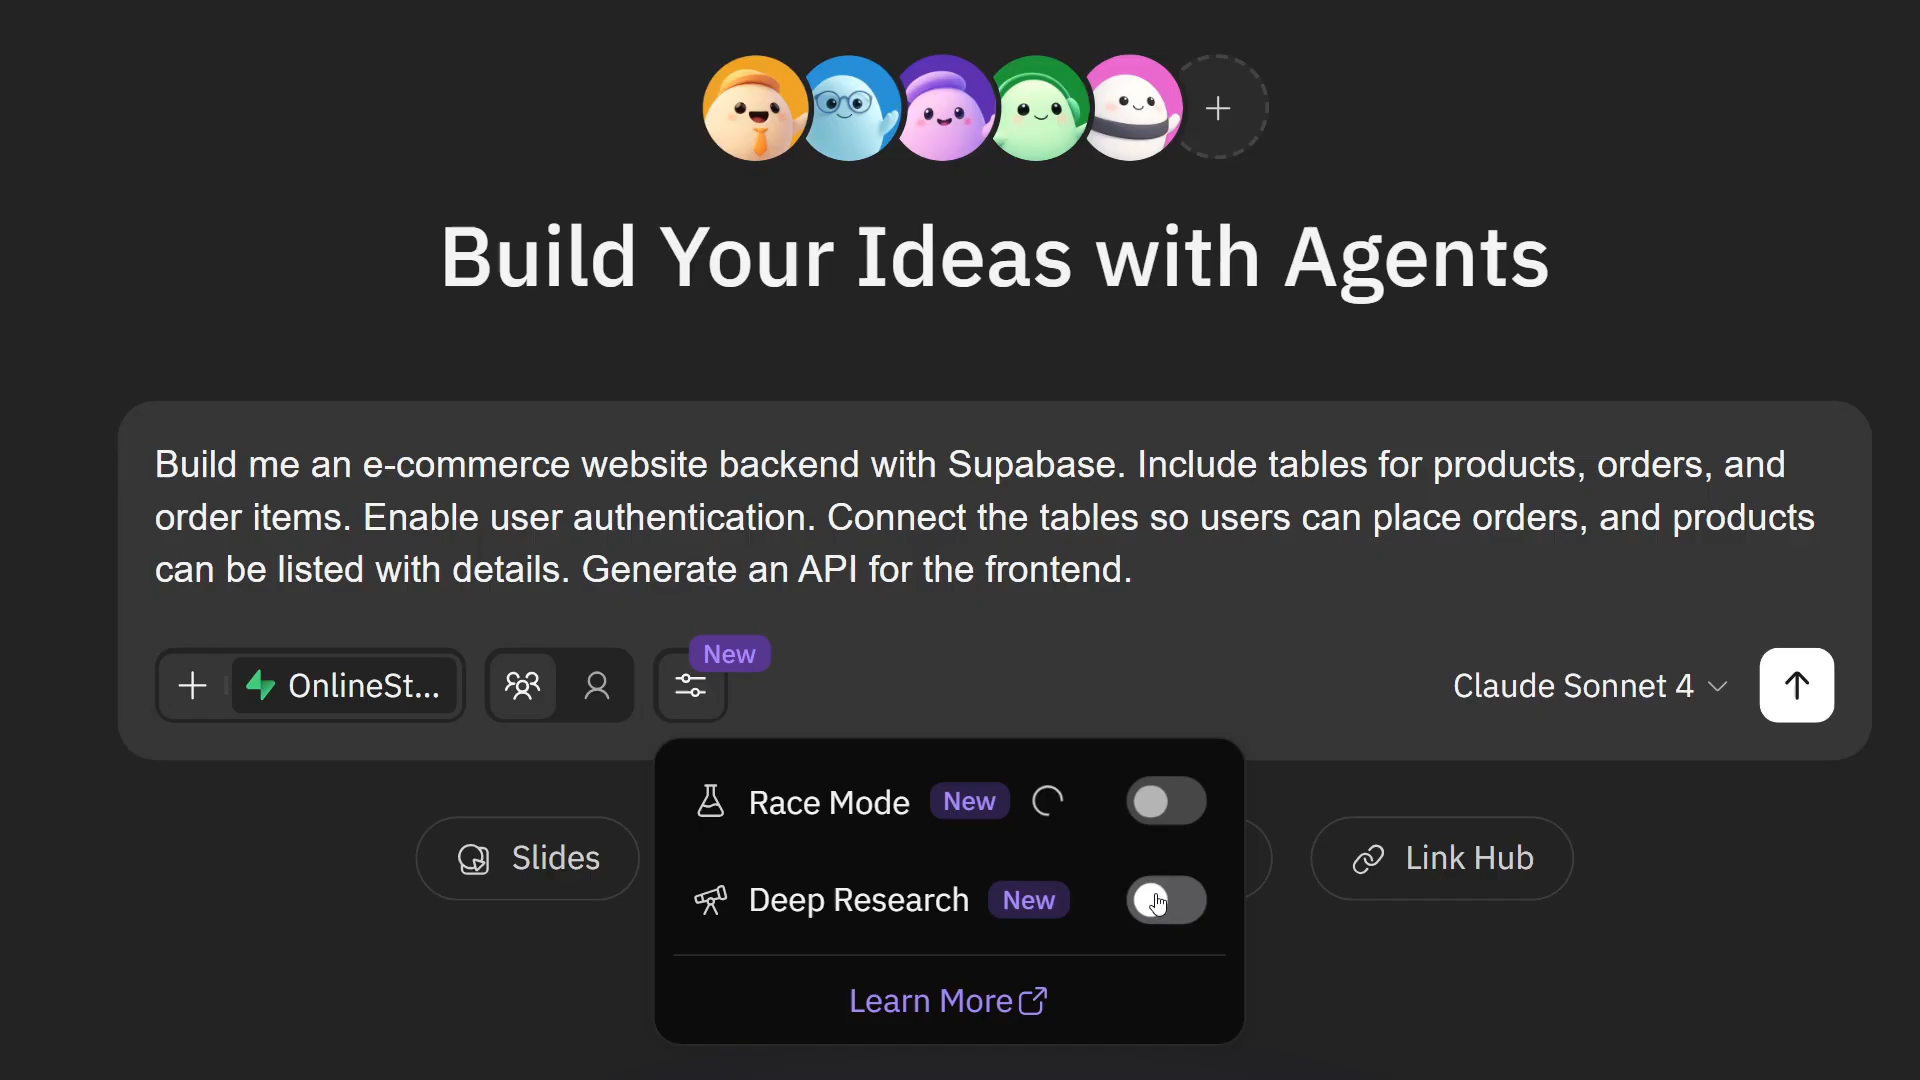 Build Your Ideas with Agents
Build me an e-commerce website backend with Supabase. Include tables for products, orders, and
order items. Enable user authentication. Connect the tables so users can place orders, and products
can be listed with details. Generate an API for the frontend.
New
OnlineSt...
Claude Sonnet 4
Race Mode New
Slides
Link Hub
Deep Research New
Learn More